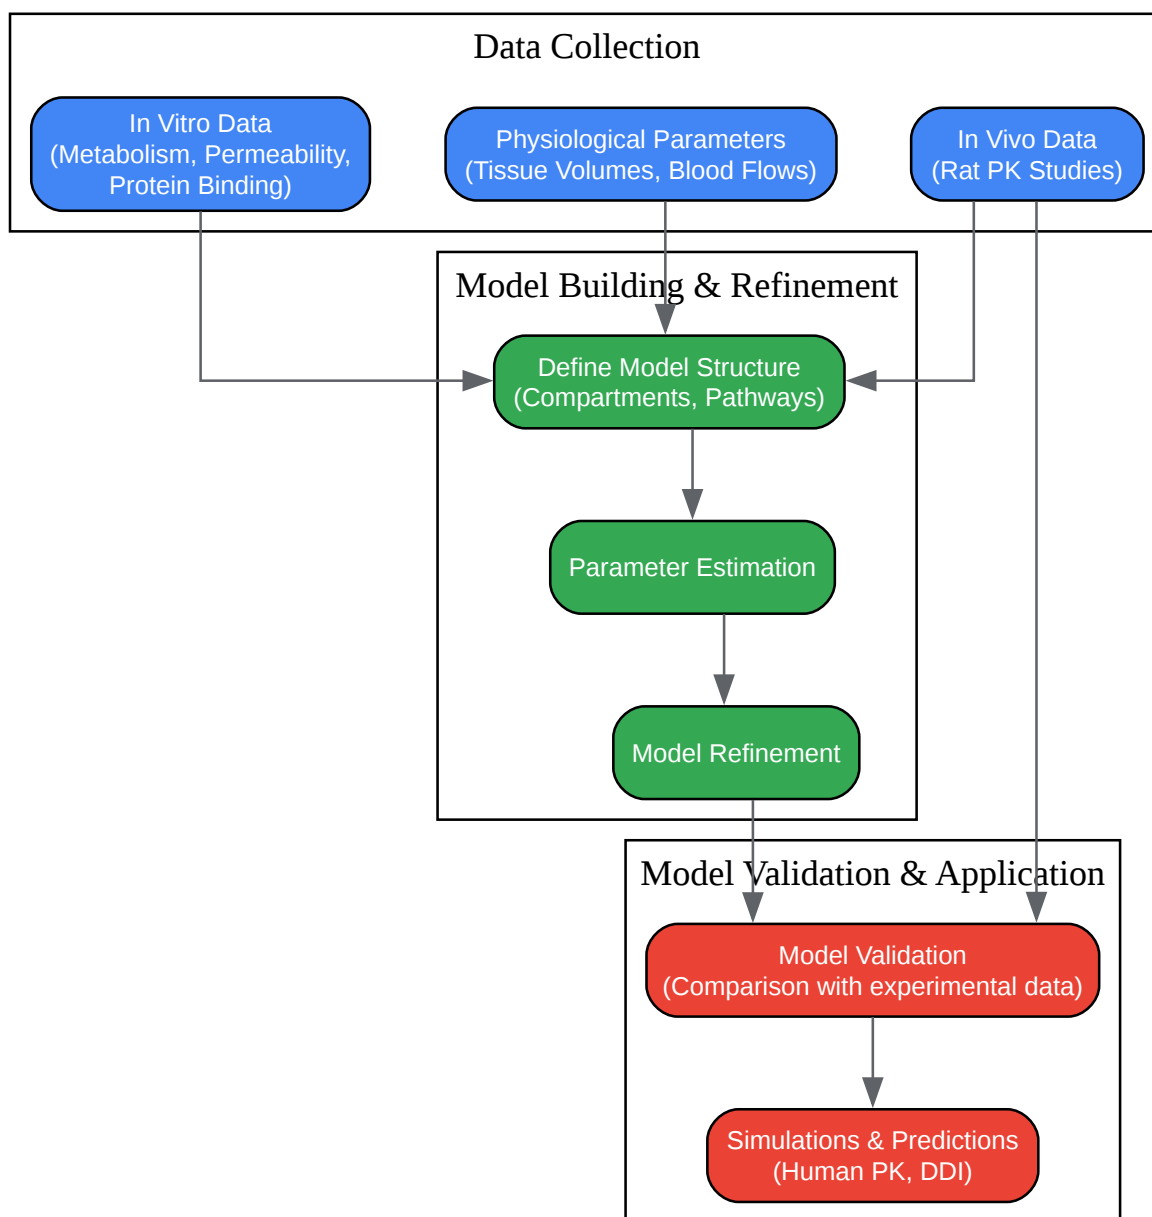 Data Collection
In Vitro Data
(Metabolism, Permeability,
Protein Binding)
Physiological Parameters
(Tissue Volumes, Blood Flows)
In Vivo Data
(Rat PK Studies)
Model Building & Refinement
Define Model Structure
(Compartments, Pathways)
Parameter Estimation
Model Refinement
Model Validation & Application
Model Validation
(Comparison with experimental data)
Simulations & Predictions
(Human PK, DDI)